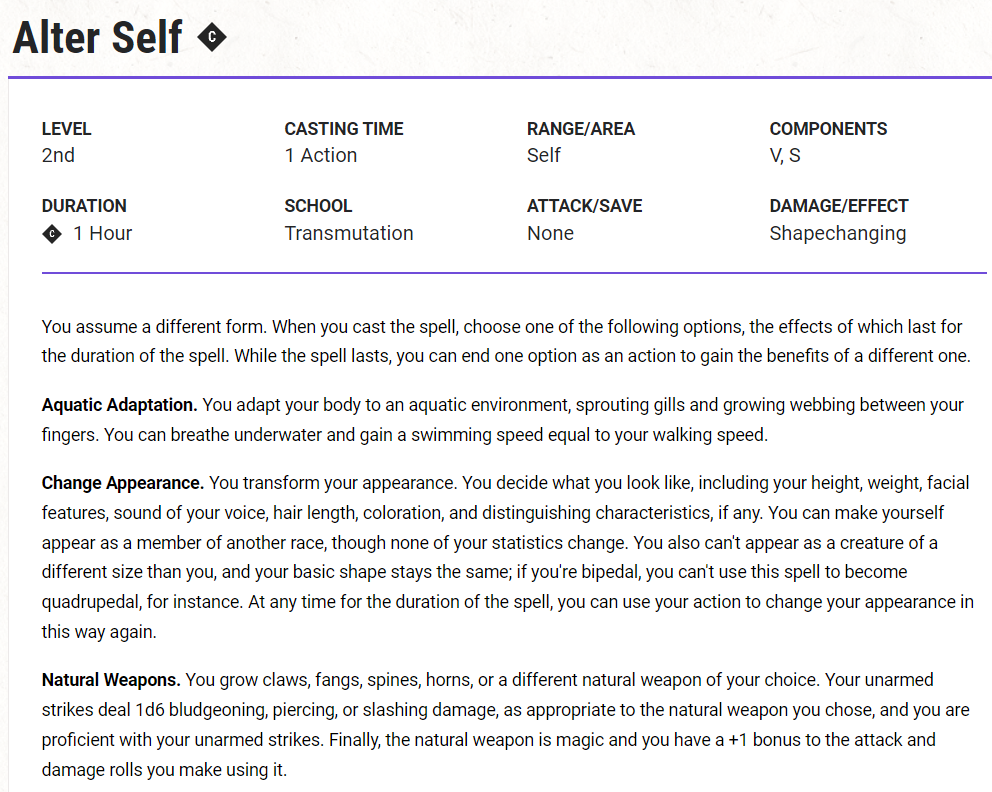 Alter Self C
LEVEL CASTING TIME RANGE/AREA COMPONENTS
2nd 1 Action Self V, S
DURATION SCHOOL ATTACK/SAVE DAMAGE/EFFECT
C 1 Hour Transmutation None Shapechanging
You assume a different form. When you cast the spell, choose one of the following options, the effects of which last for
the duration of the spell. While the spell lasts, you can end one option as an action to gain the benefits of a different one.
Aquatic Adaptation. You adapt your body to an aquatic environment, sprouting gills and growing webbing between your
fingers. You can breathe underwater and gain a swimming speed equal to your walking speed.
Change Appearance. You transform your appearance. You decide what you look like, including your height, weight, facial
features, sound of your voice, hair length, coloration, and distinguishing characteristics, if any. You can make yourself
appear as a member of another race, though none of your statistics change. You also can't appear as a creature of a
different size than you, and your basic shape stays the same; if you're bipedal, you can't use this spell to become
quadrupedal, for instance. At any time for the duration of the spell, you can use your action to change your appearance in
this way again.
Natural Weapons. You grow claws, fangs, spines, horns, or a different natural weapon of your choice. Your unarmed
strikes deal 1d6 bludgeoning, piercing, or slashing damage, as appropriate to the natural weapon you chose, and you are
proficient with your unarmed strikes. Finally, the natural weapon is magic and you have a +1 bonus to the attack and
damage rolls you make using it.